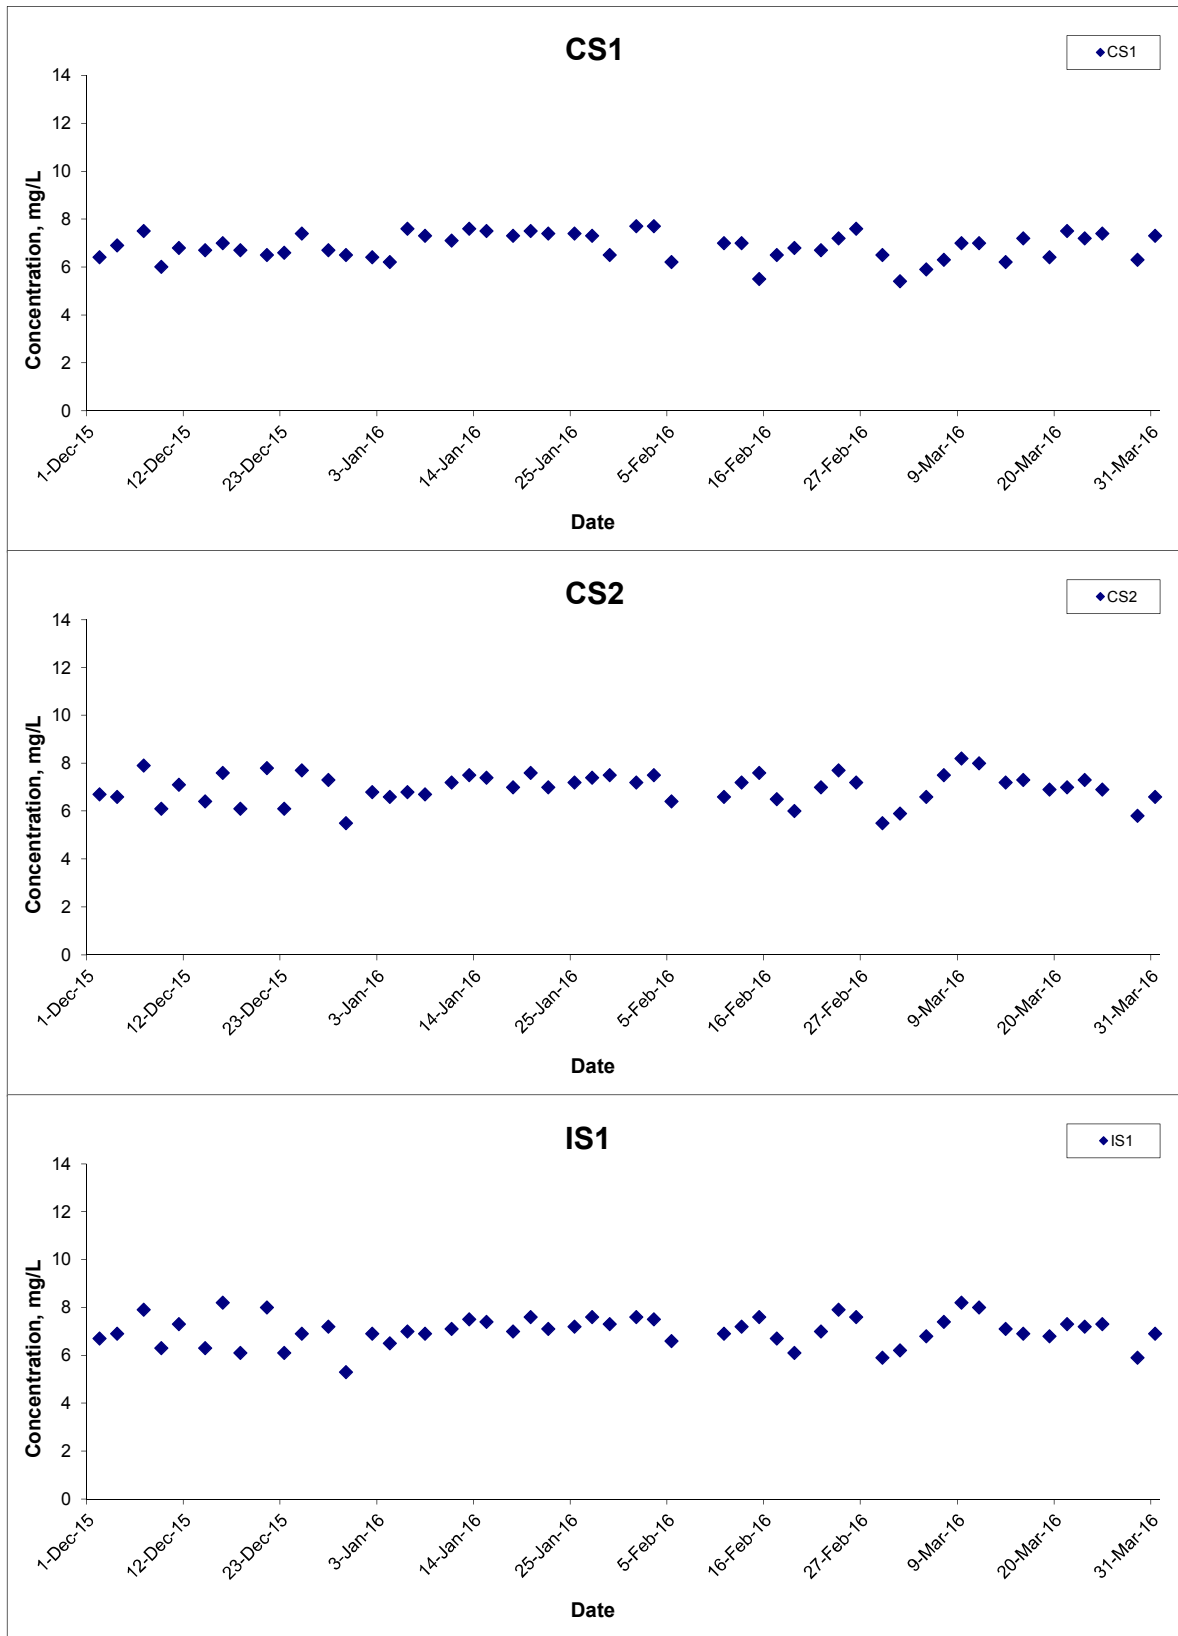 CS1
CS1
14
12
10
8
6
4
2
0
Concentration, mg/L
1-Dec-15
12-Dec-15
23-Dec-15
3-Jan-16
14-Jan-16
25-Jan-16
5-Feb-16
16-Feb-16
27-Feb-16
9-Mar-16
20-Mar-16
31-Mar-16
Date
CS2
CS2
14
12
10
8
6
4
2
0
Concentration, mg/L
1-Dec-15
12-Dec-15
23-Dec-15
3-Jan-16
14-Jan-16
25-Jan-16
5-Feb-16
16-Feb-16
27-Feb-16
9-Mar-16
20-Mar-16
31-Mar-16
Date
IS1
IS1
14
12
10
8
6
4
2
0
Concentration, mg/L
1-Dec-15
12-Dec-15
23-Dec-15
3-Jan-16
14-Jan-16
25-Jan-16
5-Feb-16
16-Feb-16
27-Feb-16
9-Mar-16
20-Mar-16
31-Mar-16
Date